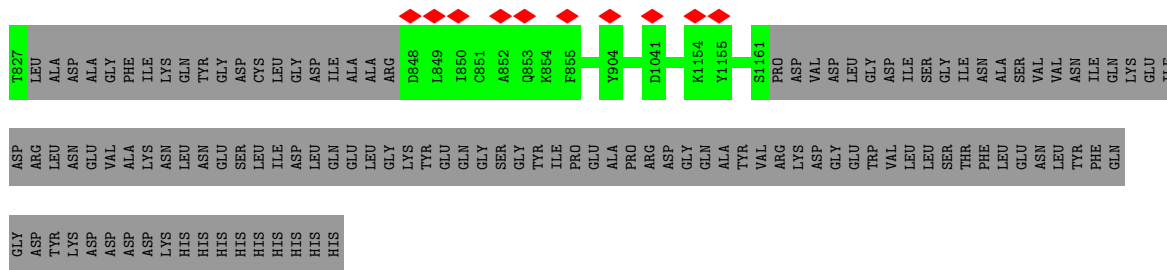 T827 LEU ALA ASP ALA GLY PHE ILE LYS GLN TYR GLY ASP CYS LEU GLY ASP ILE ALA ALA ARG D848 L849 I850 C851 A852 Q853 K854 F855 Y904 D1041 K1154 Y1155 S1161 PRO ASP VAL ASP LEU GLY ASP ILE SER GLY ILE ASN ALA SER VAL VAL ASN ILE GLN LYS GLU ILE
ASP ARG LEU ASN GLU VAL ALA LYS ASN LEU ASN GLU SER LEU ILE ASP LEU GLN GLU LEU GLY LYS TYR GLU GLN GLY SER GLY TYR ILE PRO GLU ALA PRO ARG ASP GLY GLN ALA TYR VAL ARG LYS ASP GLY GLU TRP VAL LEU LEU SER THR PHE LEU GLU ASN LEU TYR PHE GLN
GLY ASP TYR LYS ASP ASP ASP ASP LYS HIS HIS HIS HIS HIS HIS HIS HIS